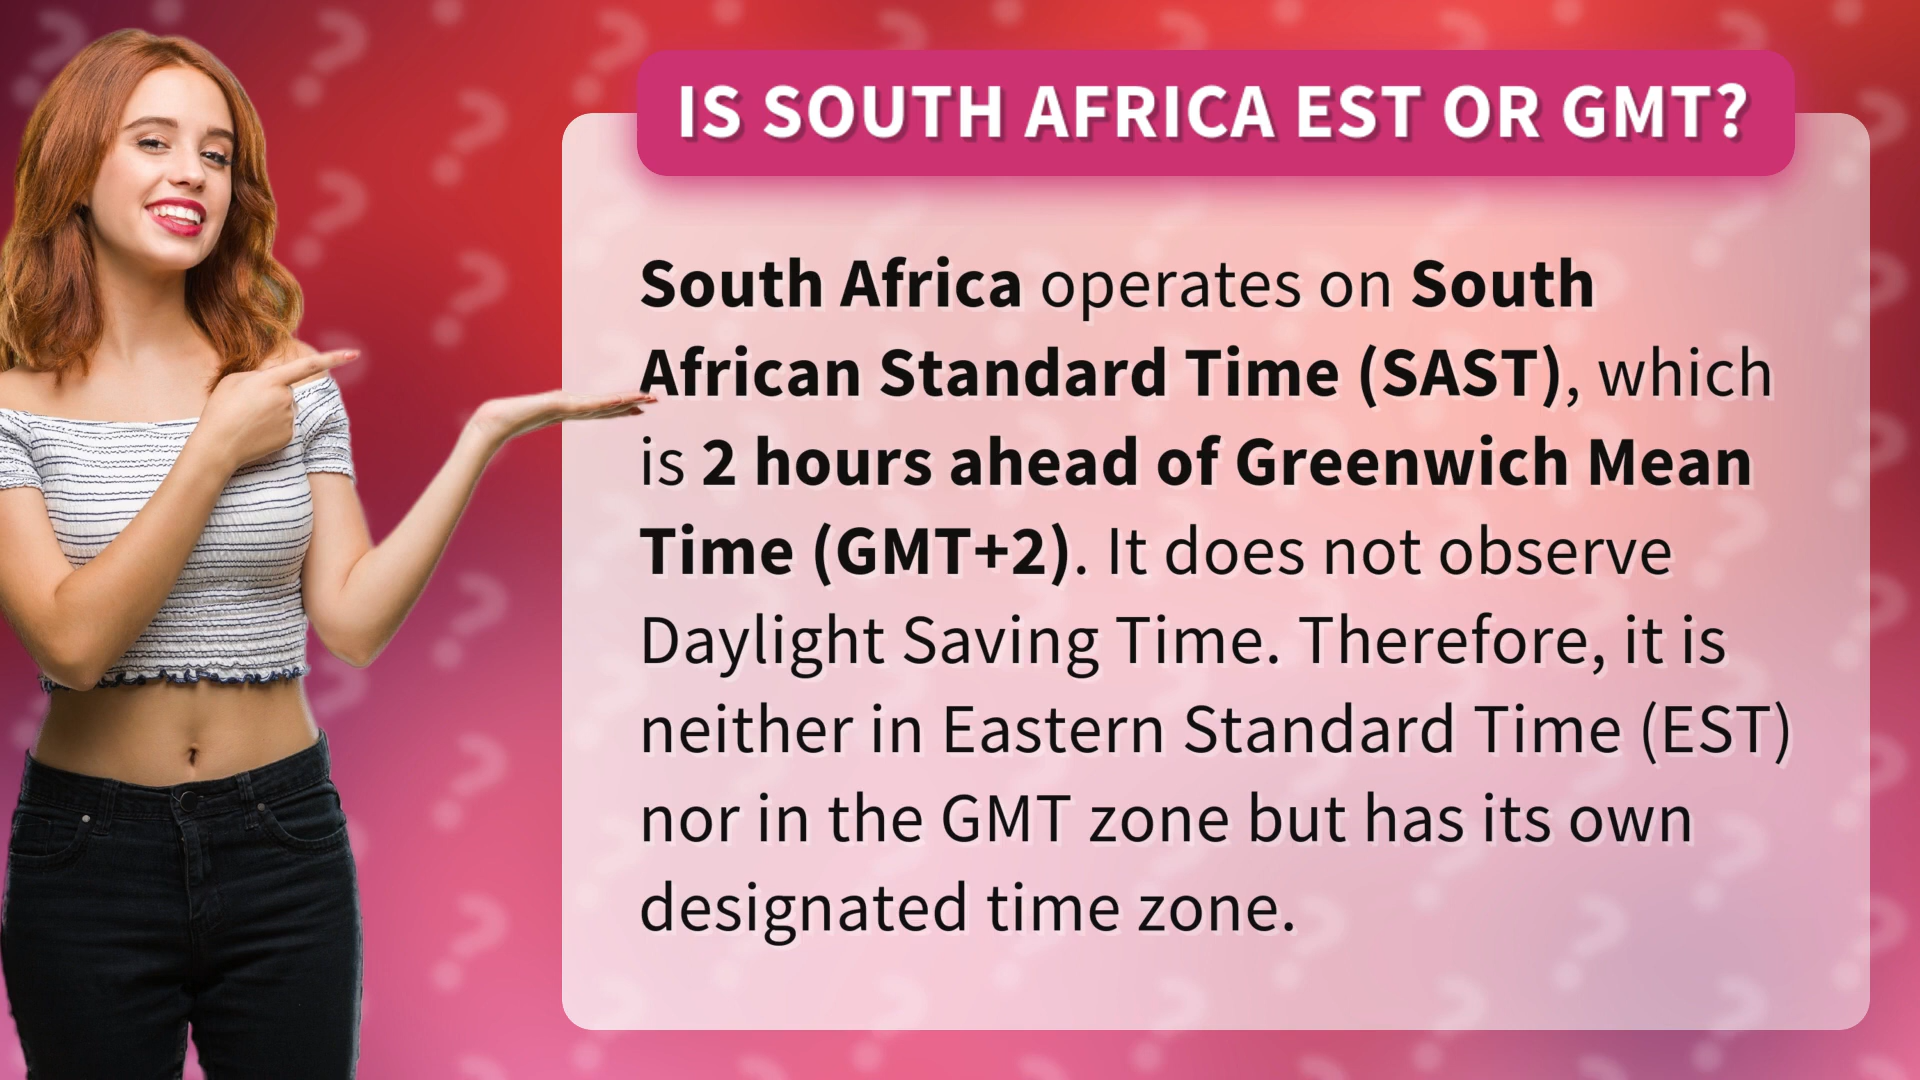 IS SOUTH AFRICA EST OR GMT?
South Africa operates on South
African Standard Time (SAST), which
is 2 hours ahead of Greenwich Mean
Time (GMT+2). It does not observe
Daylight Saving Time. Therefore, it is
neither in Eastern Standard Time (EST)
nor in the GMT zone but has its own
designated time zone.